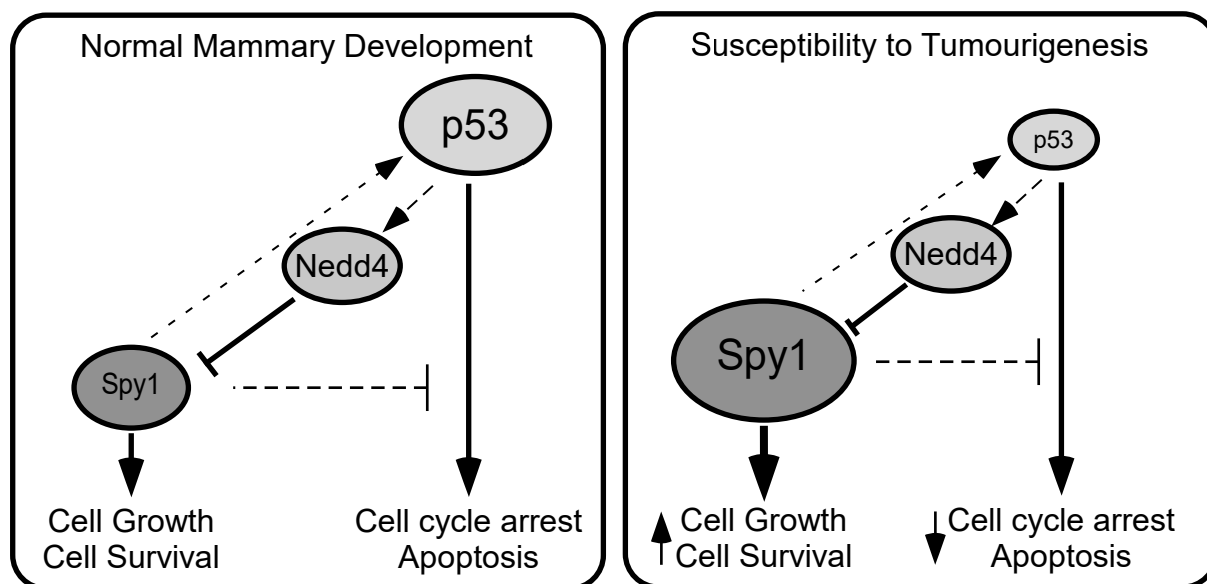 Normal Mammary Development
p53
Nedd4
Spy1
Cell Growth
Cell Survival
Cell cycle arrest
Apoptosis
Susceptibility to Tumourigenesis
p53
Nedd4
Spy1
Cell Growth
Cell Survival
Cell cycle arrest
Apoptosis